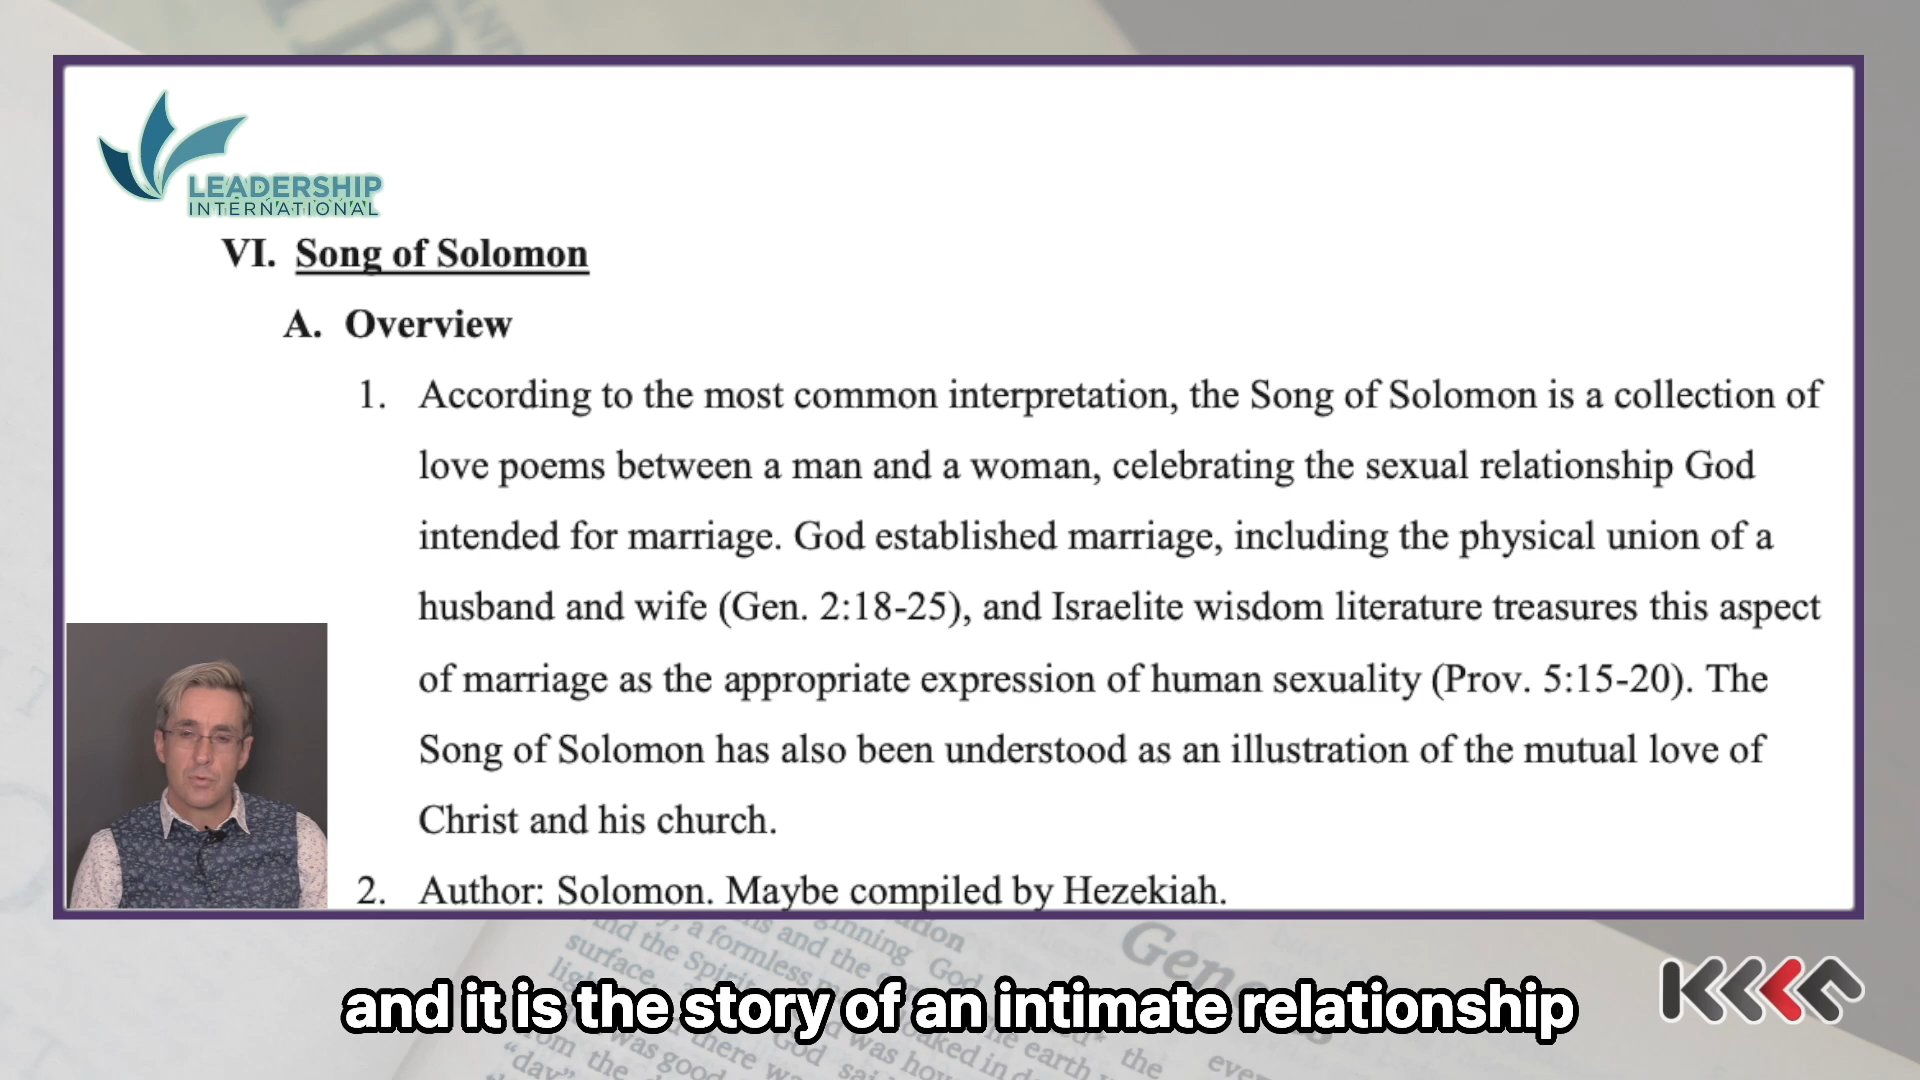 LEADERSHIP
INTERNATIONAL
VI. Song of Solomon
A. Overview
1. According to the most common interpretation, the Song of Solomon is a collection of
love poems between a man and a woman, celebrating the sexual relationship God
intended for marriage. God established marriage, including the physical union of a
husband and wife (Gen. 2:18-25), and Israelite wisdom literature treasures this aspect
of marriage as the appropriate expression of human sexuality (Prov. 5:15-20). The
Song of Solomon has also been understood as an illustration of the mutual love of
Christ and his church.
2. Author: Solomon. Maybe compiled by Hezekiah.
and it is the story of an intimate relationship